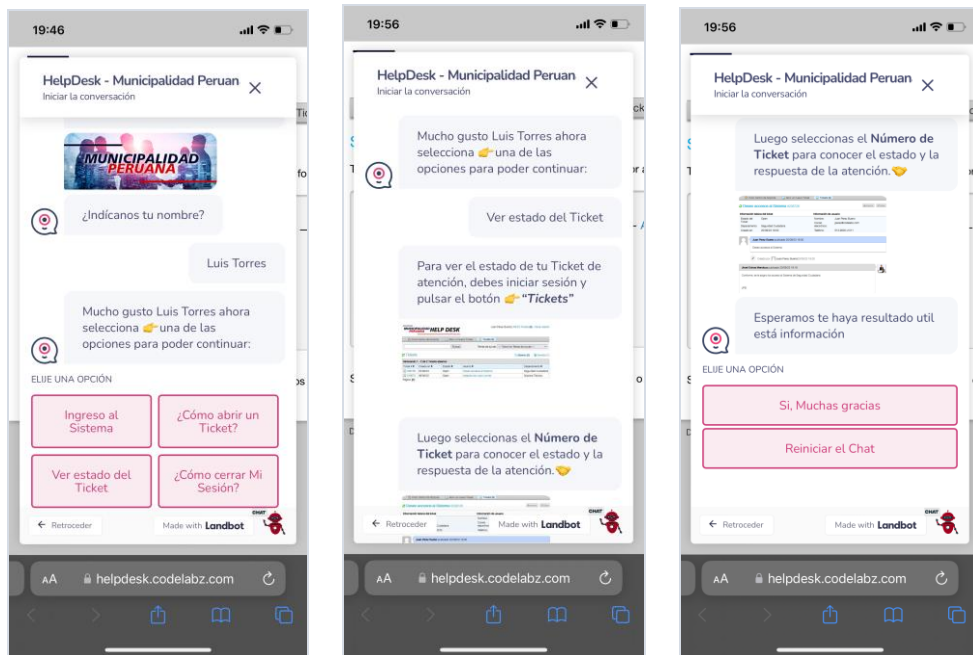 19:46
HelpDesk - Municipalidad Peruan
Iniciar la conversación
MUNICIPALIDAD
PERUANA
¿Indícanos tu nombre?
Luis Torres
Mucho gusto Luis Torres ahora
selecciona 👉una de las
opciones para poder continuar:
ELIJE UNA OPCIÓN
Ingreso al
Sistema
¿Cómo abrir un
Ticket?
Ver estado del
Ticket
¿Cómo cerrar Mi
Sesión?
Retroceder
Made with Landbot
CHAT
AA
helpdesk.codelabz.com
19:56
HelpDesk - Municipalidad Peruan
Iniciar la conversación
Mucho gusto Luis Torres ahora
selecciona 👉una de las
opciones para poder continuar:
Ver estado del Ticket
Para ver el estado de tu Ticket de
atención, debes iniciar sesión y
pulsar el botón 👉“Tickets”
HELP DESK
Luego seleccionas el Número de
Ticket para conocer el estado y la
respuesta de la atención.🤝
Retroceder
Made with Landbot
CHAT
AA
helpdesk.codelabz.com
19:56
HelpDesk - Municipalidad Peruan
Iniciar la conversación
Luego seleccionas el Número de
Ticket para conocer el estado y la
respuesta de la atención.🤝
Esperamos te haya resultado util
está información
ELIJE UNA OPCIÓN
Si, Muchas gracias
Reiniciar el Chat
Retroceder
Made with Landbot
CHAT
AA
helpdesk.codelabz.com